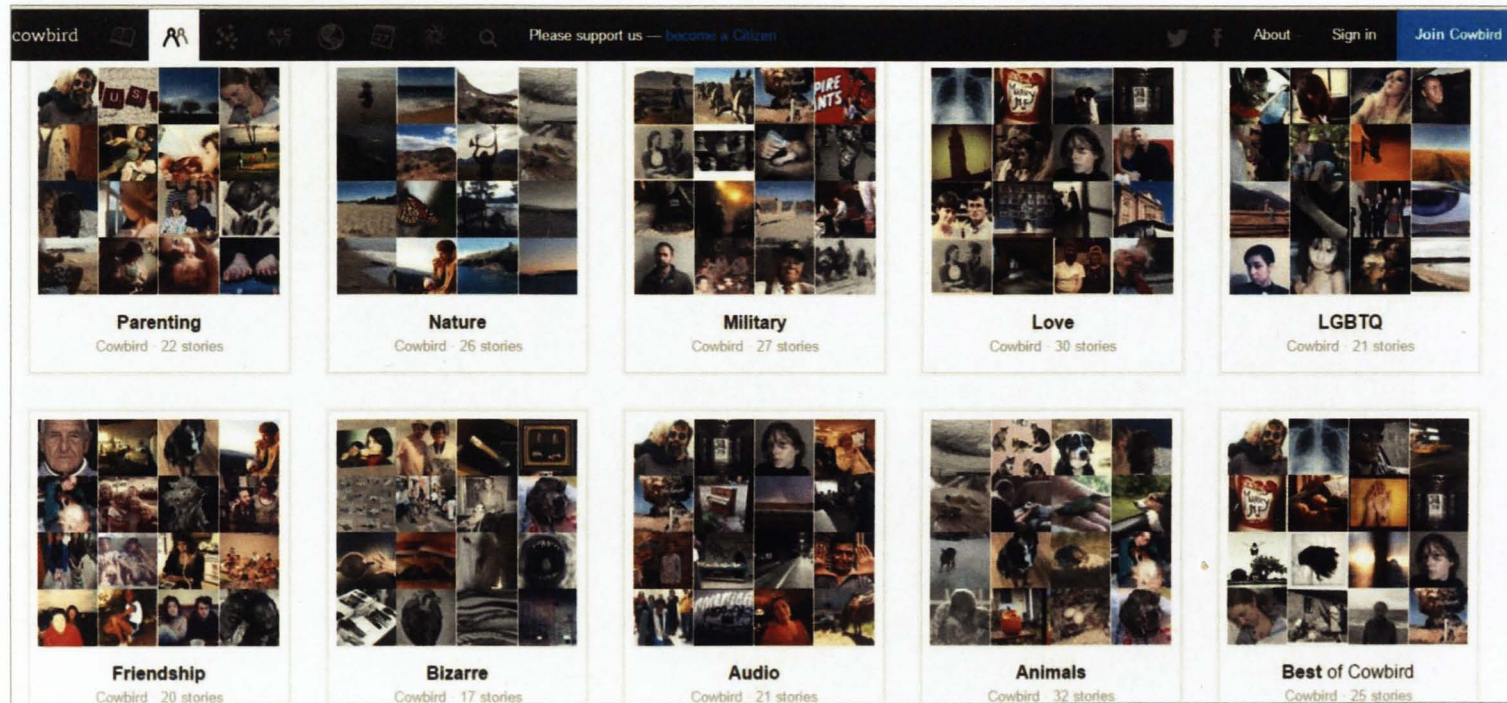 cowbird
27
Please support us — become a Citizen
About
Sign in
Join Cowbird
Parenting
Cowbird · 22 stories
Nature
Cowbird · 26 stories
Military
Cowbird · 27 stories
Love
Cowbird · 30 stories
LGBTQ
Cowbird · 21 stories
Friendship
Cowbird · 20 stories
Bizarre
Cowbird · 17 stories
Audio
Cowbird · 21 stories
Animals
Cowbird · 32 stories
Best of Cowbird
Cowbird · 25 stories